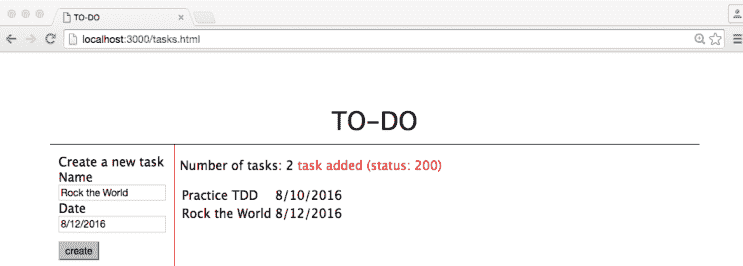 TO-DO
localhost:3000/tasks.html
TO-DO
Create a new task
Name
Rock the World
Date
8/12/2016
create
Number of tasks: 2 task added (status: 200)
Practice TDD 8/10/2016
Rock the World 8/12/2016